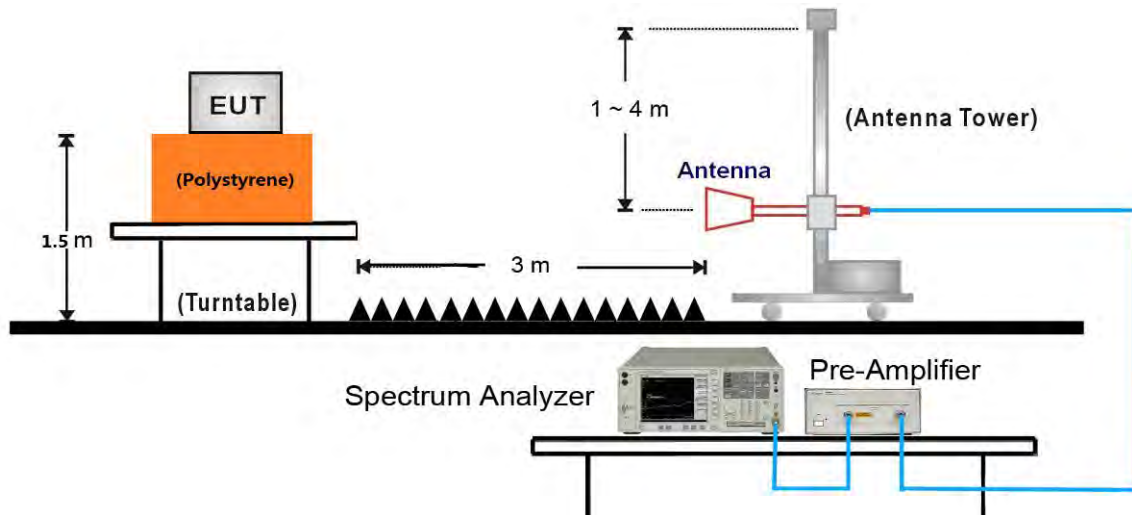 EUT
(Polystyrene)
1.5 m
(Turntable)
3 m
1 ~ 4 m
Antenna
(Antenna Tower)
Spectrum Analyzer
Pre-Amplifier